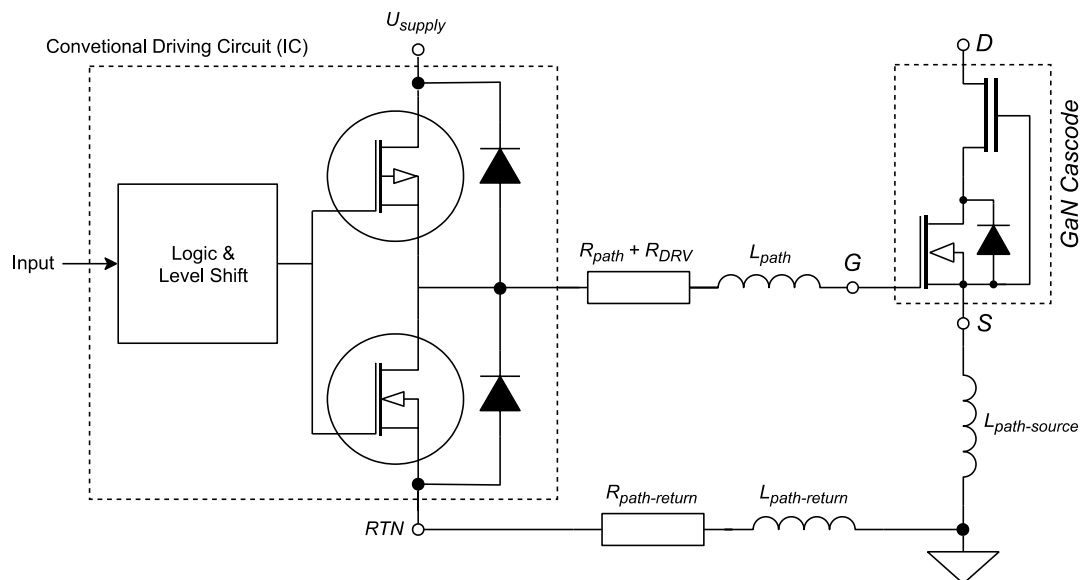 U_supply
Convetional Driving Circuit (IC)
D
GaN Cascode
Input
Logic &
Level Shift
R_path + R_DRV
L_path
G
S
L_path-source
R_path-return
L_path-return
RTN